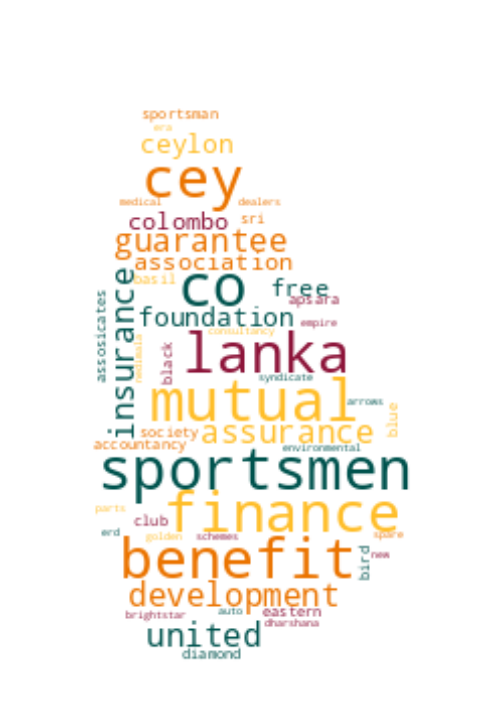 sportsman
era
ceylon
cey
medical dealers
colombo sri
guarantee
association
basil
co free
apsara
foundation empire
consultancy
assosicates
insurance
black
lanka
syndicate
mutual arrows
blue
society assurance
accountancy environmental
sportsmen
parts finance
club
erd golden schemes spare
benefit bird new
development
brightstar auto eastern
dharshana
united
diamond